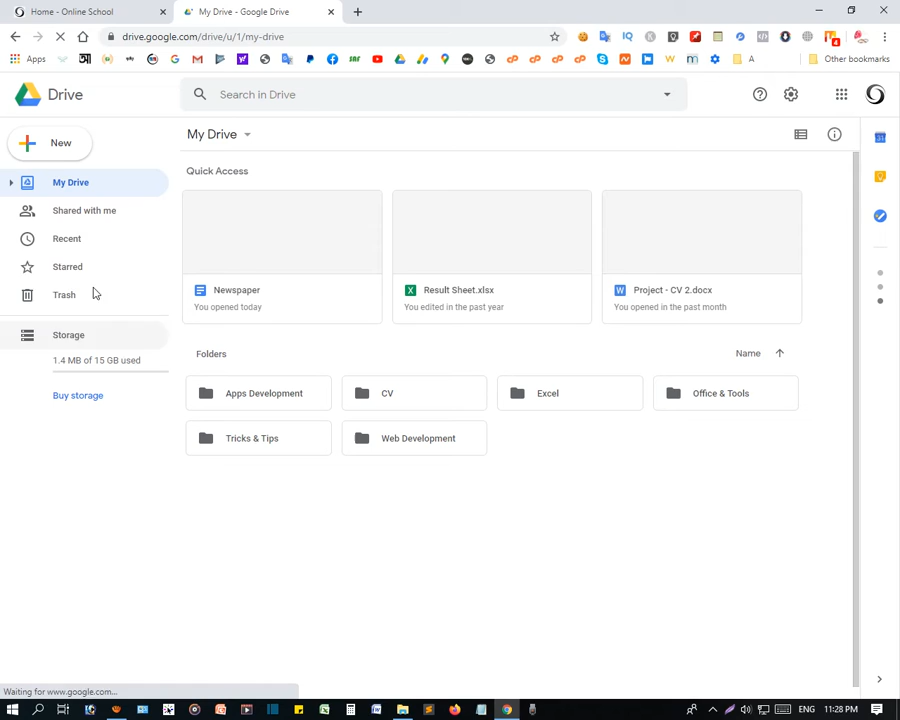 Home - Online School
My Drive - Google Drive
drive.google.com/drive/u/1/my-drive
Apps
A
Other bookmarks
Drive
Search in Drive
New
My Drive
Quick Access
My Drive
Shared with me
Recent
Starred
Trash
Storage
1.4 MB of 15 GB used
Buy storage
Newspaper
You opened today
Result Sheet.xlsx
You edited in the past year
Project - CV 2.docx
You opened in the past month
Folders
Name
Apps Development
CV
Excel
Office & Tools
Tricks & Tips
Web Development
Waiting for www.google.com...
ENG
11:28 PM